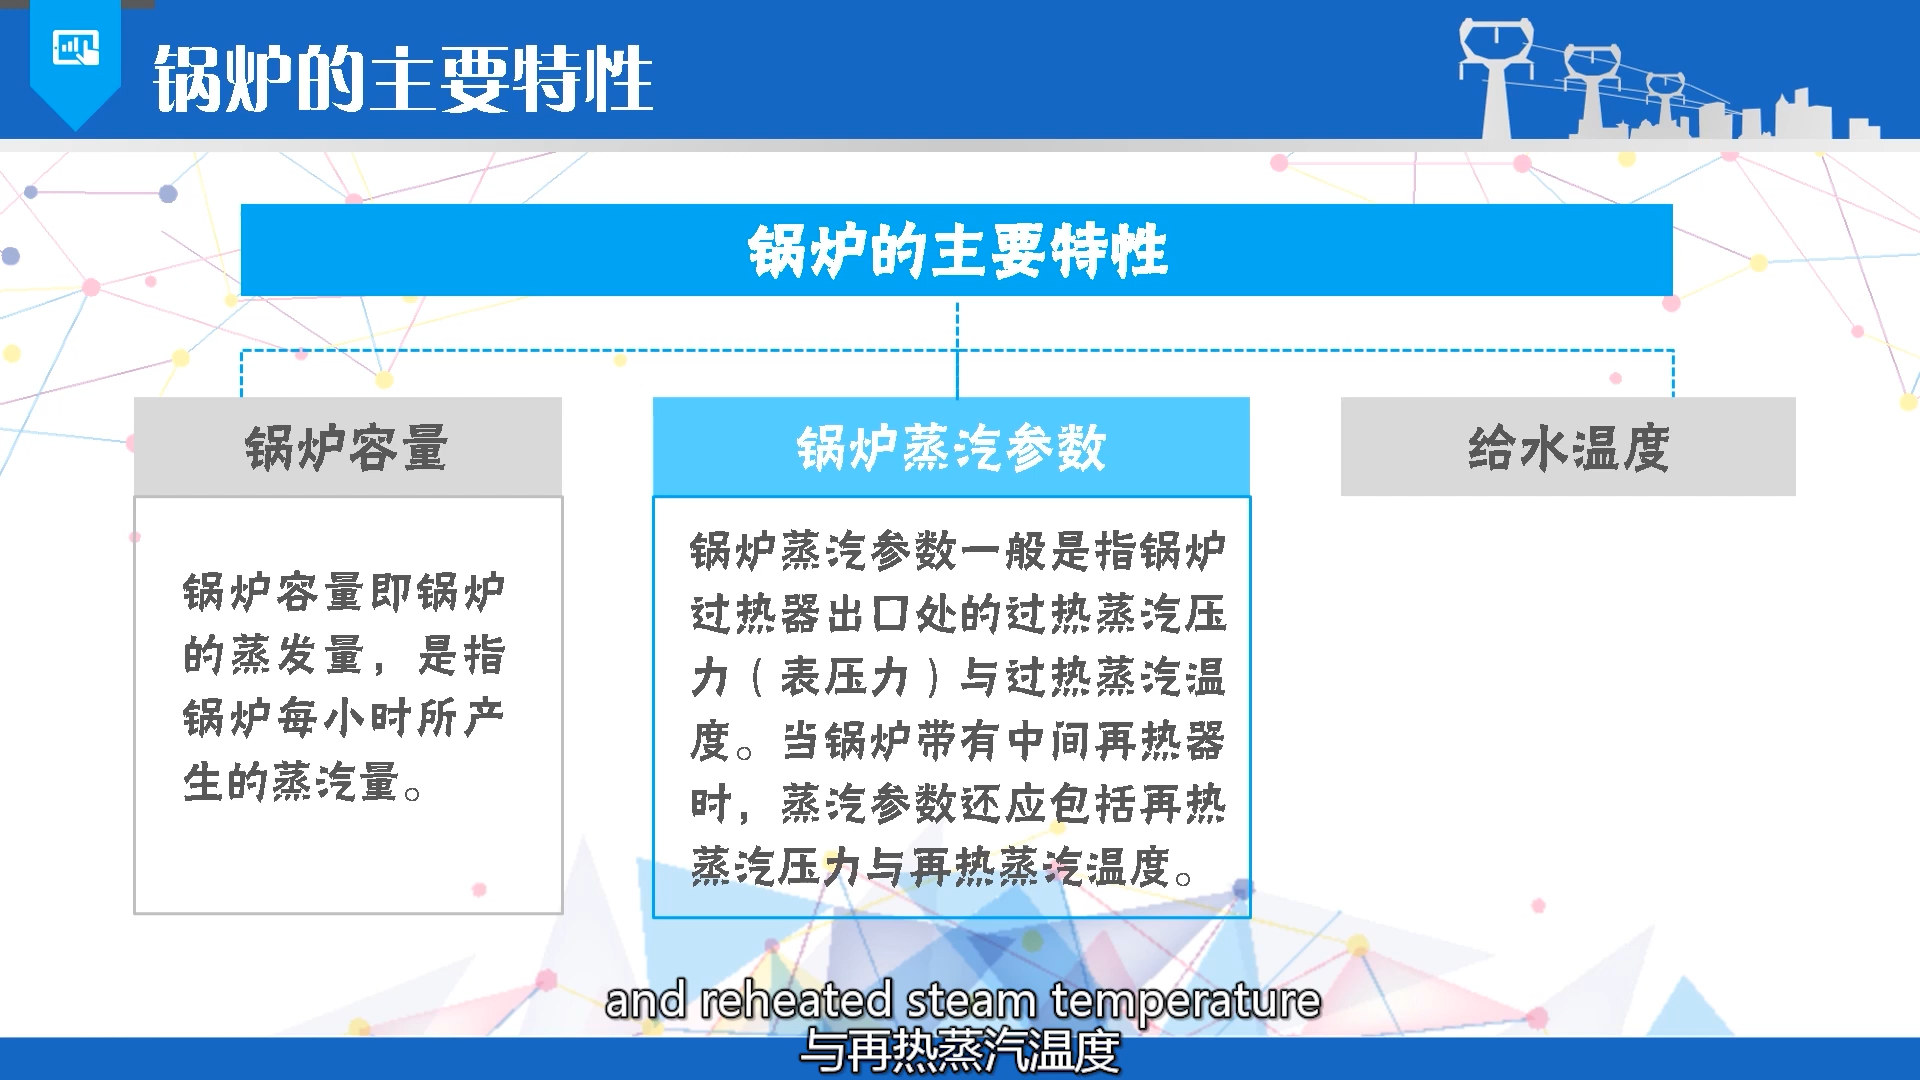 锅炉的主要特性
锅炉的主要特性
锅炉容量
锅炉容量即锅炉
的蒸发量，是指
锅炉每小时所产
生的蒸汽量。
锅炉蒸汽参数
锅炉蒸汽参数一般是指锅炉
过热器出口处的过热蒸汽压
力（表压力）与过热蒸汽温
度。当锅炉带有中间再热器
时，蒸汽参数还应包括再热
蒸汽压力与再热蒸汽温度。
给水温度
and reheated steam temperature
与再热蒸汽温度